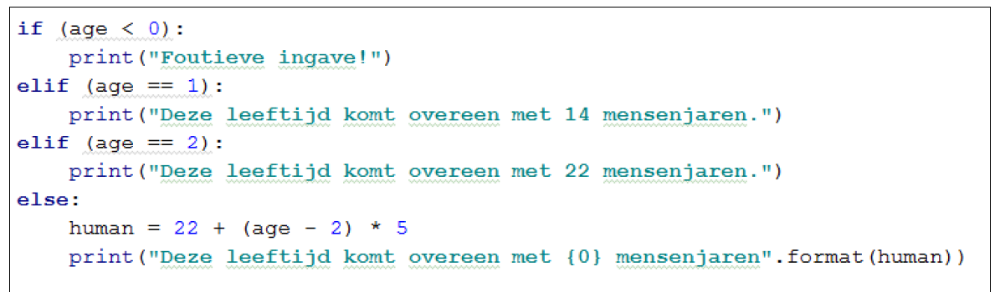 if (age < 0):
    print("Foutieve ingave!")
elif (age == 1):
    print("Deze leeftijd komt overeen met 14 mensenjaren.")
elif (age == 2):
    print("Deze leeftijd komt overeen met 22 mensenjaren.")
else:
    human = 22 + (age - 2) * 5
    print("Deze leeftijd komt overeen met {0} mensenjaren".format(human))